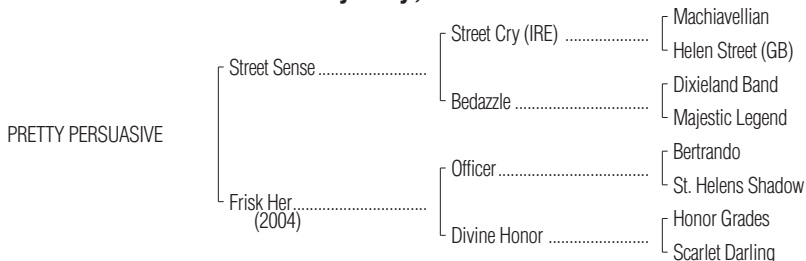 Machiavellian
Street Cry (IRE) ..................
Helen Street (GB)
Street Sense ........................
Dixieland Band
Bedazzle ..............................
Majestic Legend
PRETTY PERSUASIVE
Bertrando
Officer..................................
St. Helens Shadow
Frisk Her..............................
(2004)
Honor Grades
Divine Honor ......................
Scarlet Darling